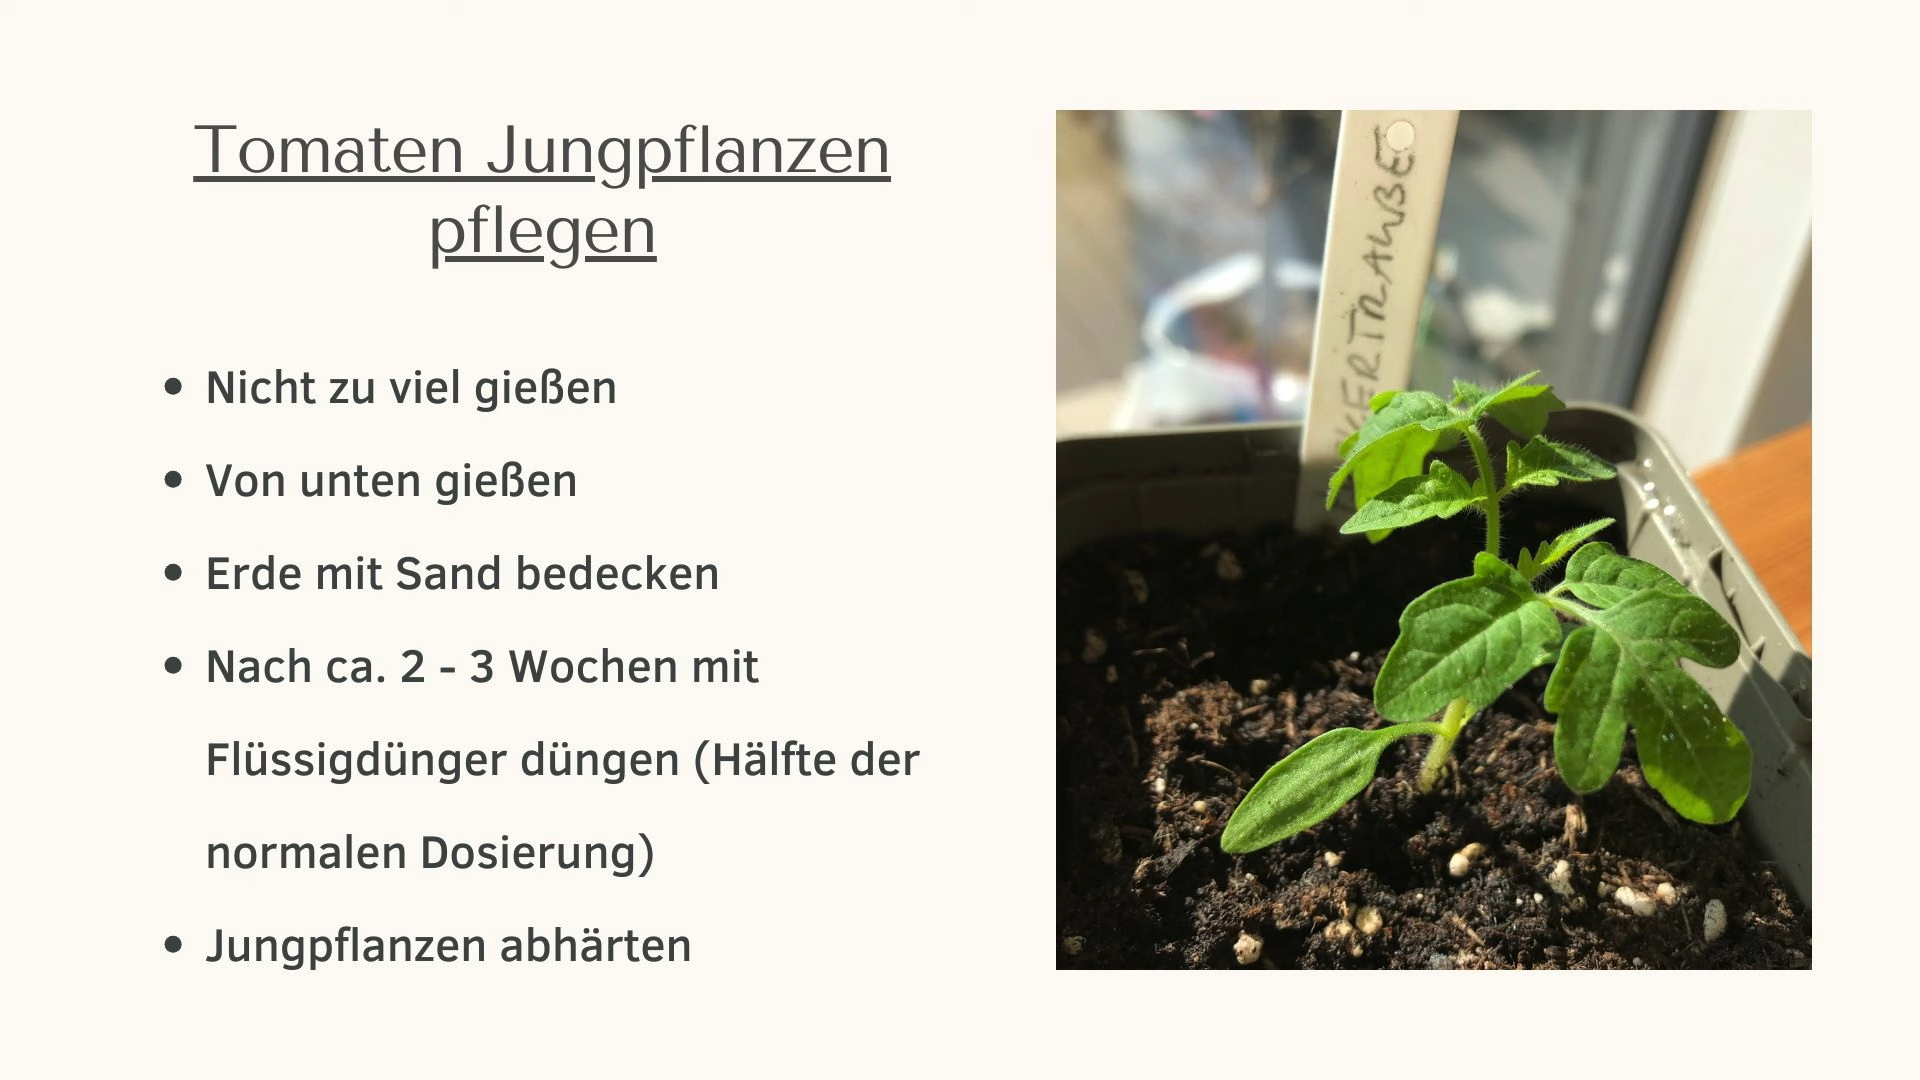 Tomaten Jungpflanzen
pflegen
• Nicht zu viel gießen
• Von unten gießen
• Erde mit Sand bedecken
• Nach ca. 2 - 3 Wochen mit
Flüssigdünger düngen (Hälfte der
normalen Dosierung)
• Jungpflanzen abhärten